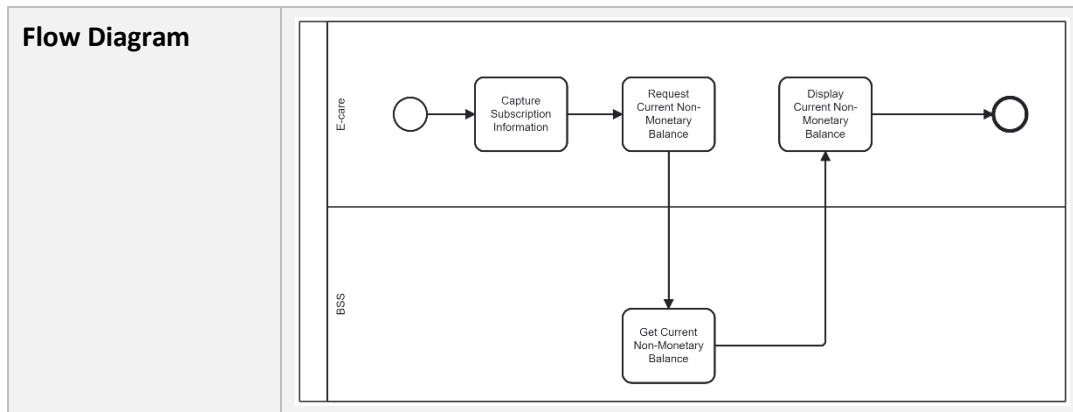 Flow Diagram
E-care
Capture
Subscription
Information
Request
Current Non-
Monetary
Balance
Display
Current Non-
Monetary
Balance
BSS
Get Current
Non-Monetary
Balance